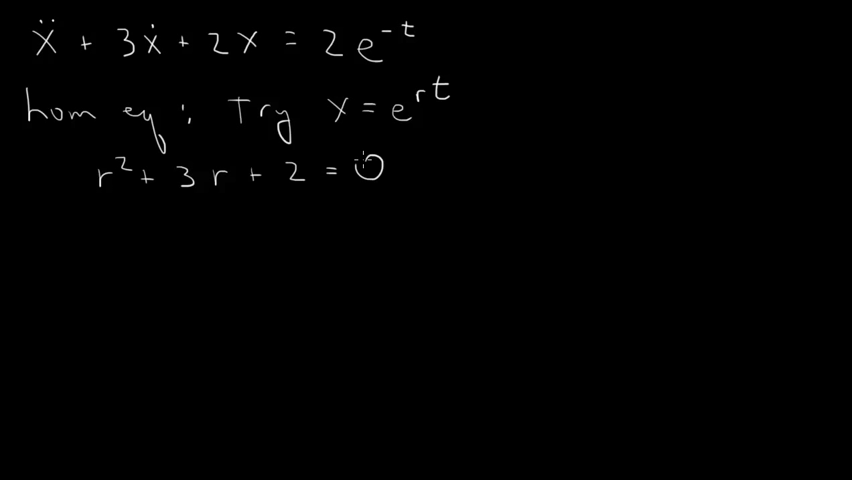 ẍ + 3ẋ + 2x = 2e^{-t}
hom eq: Try x = e^{rt}
r² + 3r + 2 = 0